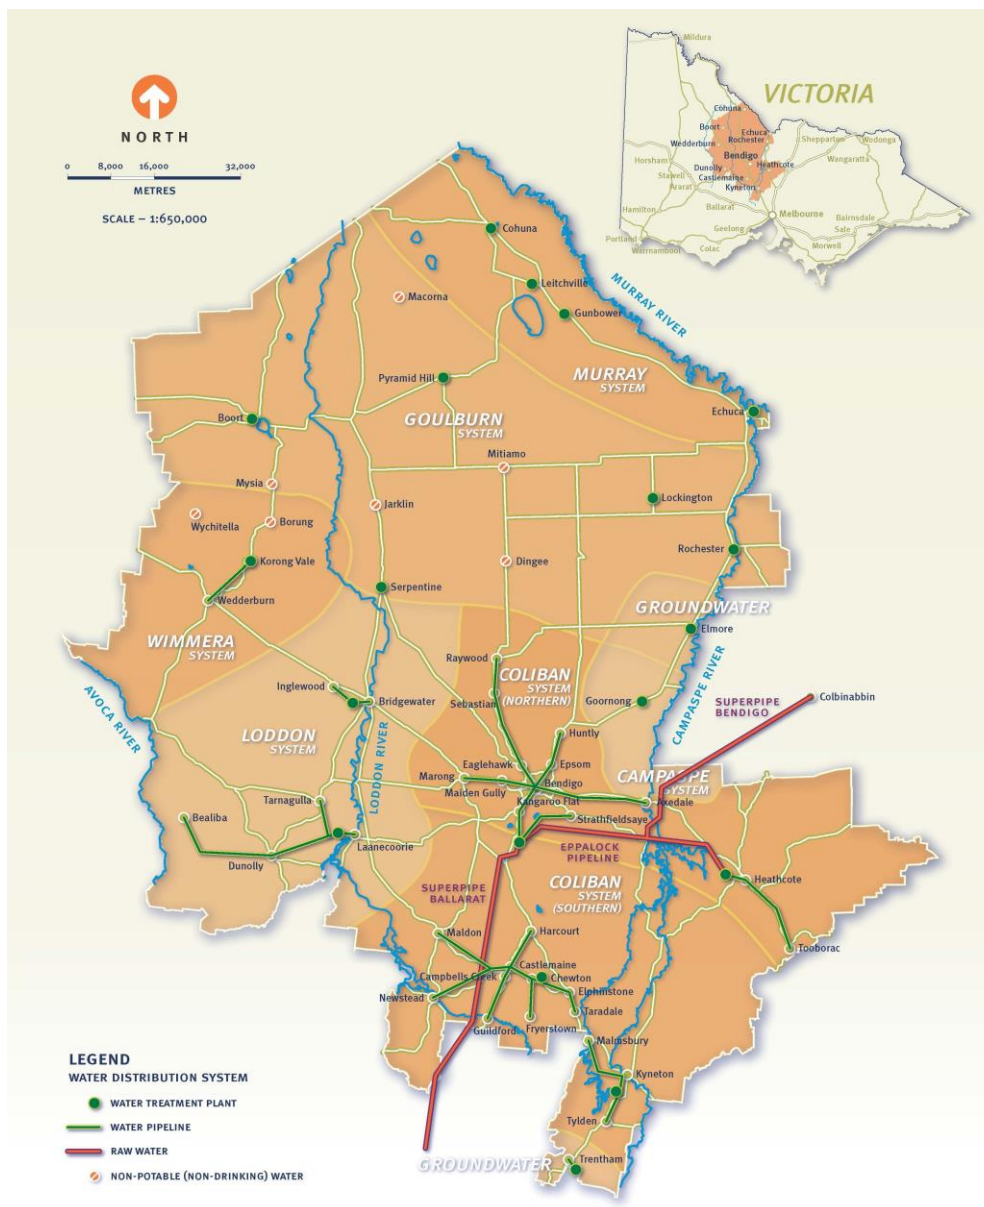 NORTH
0 8,000 16,000 32,000
METRES
SCALE – 1:650,000
VICTORIA
Mildura
Cohuna
Boort
Echuca
Rochester
Wedderburn
Bendigo
Shepparton
Wodonga
Wangaratta
Horsham
Stawell
Ararat
Dunolly
Castlemaine
Heathcote
Kyneton
Hamilton
Ballarat
Melbourne
Geelong
Bairnsdale
Sale
Portland
Warrnambool
Colac
Morwell
Cohuna
Leitchville
Macorna
Gunbower
MURRAY RIVER
Pyramid Hill
MURRAY
SYSTEM
Boort
GOULBURN
SYSTEM
Echuca
Mitiamo
Mysia
Jarklin
Lockington
Wychitella
Borung
Korong Vale
Dingee
Rochester
Wedderburn
Serpentine
GROUNDWATER
WIMMERA
SYSTEM
Elmore
Raywood
COLIBAN
SYSTEM
(NORTHERN)
AVOCA RIVER
Inglewood
Bridgewater
Sebastian
Goornong
CAMPASPE RIVER
SUPERPIPE
BENDIGO
Colbinabbin
LODDON
SYSTEM
LODDON RIVER
Huntly
Eaglehawk
Epsom
Marong
Bendigo
CAMPASPE
SYSTEM
Maiden Gully
Tarnagulla
Kangaroo Flat
Axedale
Bealiba
Strathfieldsaye
Laanecoorie
EPPALOCK
PIPELINE
Dunolly
Heathcote
SUPERPIPE
BALLARAT
COLIBAN
SYSTEM
(SOUTHERN)
Maldon
Harcourt
Tooborac
Castlemaine
Campbells Creek
Chewton
Newstead
Elphinstone
Taradale
Guildford
Fryerstown
Malmsbury
Kyneton
Tylden
Trentham
GROUNDWATER
LEGEND
WATER DISTRIBUTION SYSTEM
WATER TREATMENT PLANT
WATER PIPELINE
RAW WATER
NON-POTABLE (NON-DRINKING) WATER